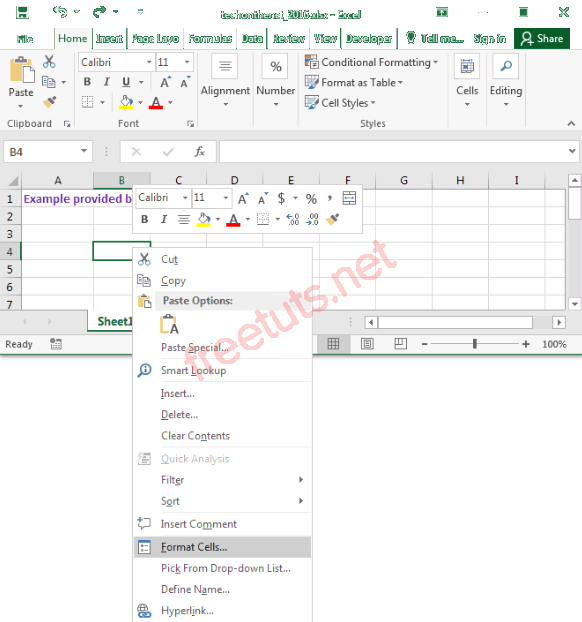 techonthenet_2016.xlsx - Excel
File Home Insert Page Layo Formulas Data Review View Developer Tell me... Sign in Share
Calibri 11
Paste
B I U A A
Alignment
Number
Conditional Formatting
Format as Table
Cell Styles
Cells
Editing
Clipboard Font Styles
B4 fx
A B C D E F G H I
1 Example provided b
2
3
4
5
6
7
Calibri 11 A A $ % ,
B I A .00 .00
Cut
Copy
Paste Options:
Paste Special...
Smart Lookup
Insert...
Delete...
Clear Contents
Quick Analysis
Filter
Sort
Insert Comment
Format Cells...
Pick From Drop-down List...
Define Name...
Hyperlink...
Sheet1
Ready 100%
freetuts.net